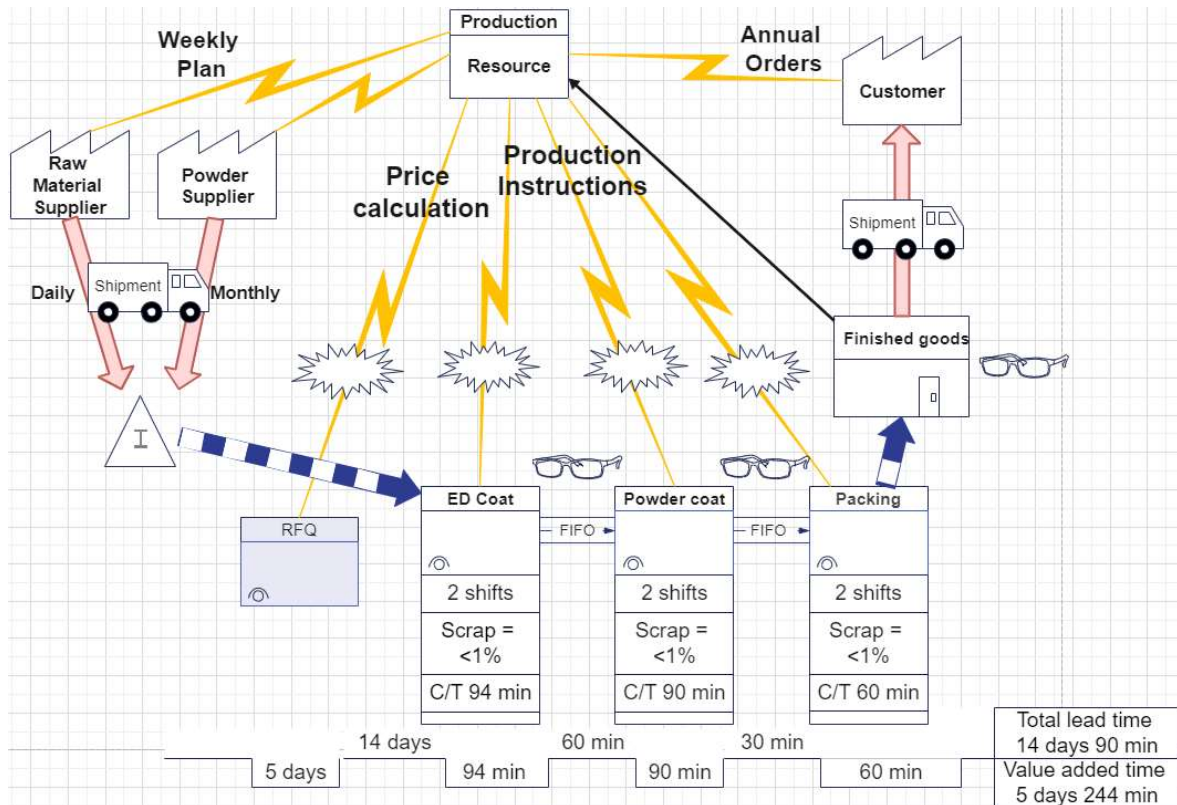 Production
Resource
Weekly
Plan
Annual
Orders
Customer
Raw
Material
Supplier
Powder
Supplier
Price
calculation
Production
Instructions
Shipment
Daily
Monthly
Shipment
Finished goods
I
RFQ
ED Coat
FIFO
Powder coat
FIFO
Packing
2 shifts
2 shifts
2 shifts
Scrap =
<1%
Scrap =
<1%
Scrap =
<1%
C/T 94 min
C/T 90 min
C/T 60 min
14 days
60 min
30 min
Total lead time
14 days 90 min
5 days
94 min
90 min
60 min
Value added time
5 days 244 min